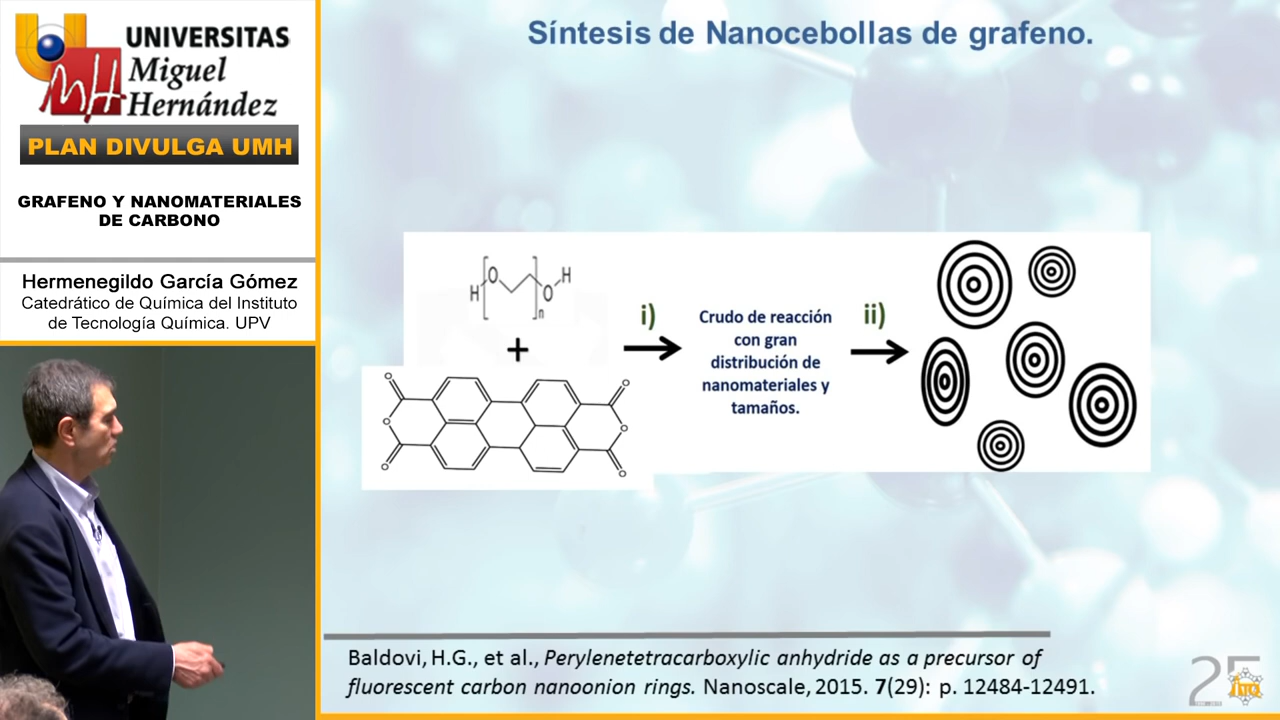 UNIVERSITAS
Miguel
Hernández
PLAN DIVULGA UMH
GRAFENO Y NANOMATERIALES
DE CARBONO
Hermenegildo García Gómez
Catedrático de Química del Instituto
de Tecnología Química. UPV
Síntesis de Nanocebollas de grafeno.
H
O
n
O
H
+
i)
Crudo de reacción
con gran
distribución de
nanomateriales y
tamaños.
ii)
O
O
O
O
O
O
Baldovi, H.G., et al., Perylenetetracarboxylic anhydride as a precursor of
fluorescent carbon nanoonion rings. Nanoscale, 2015. 7(29): p. 12484-12491.
25
itq